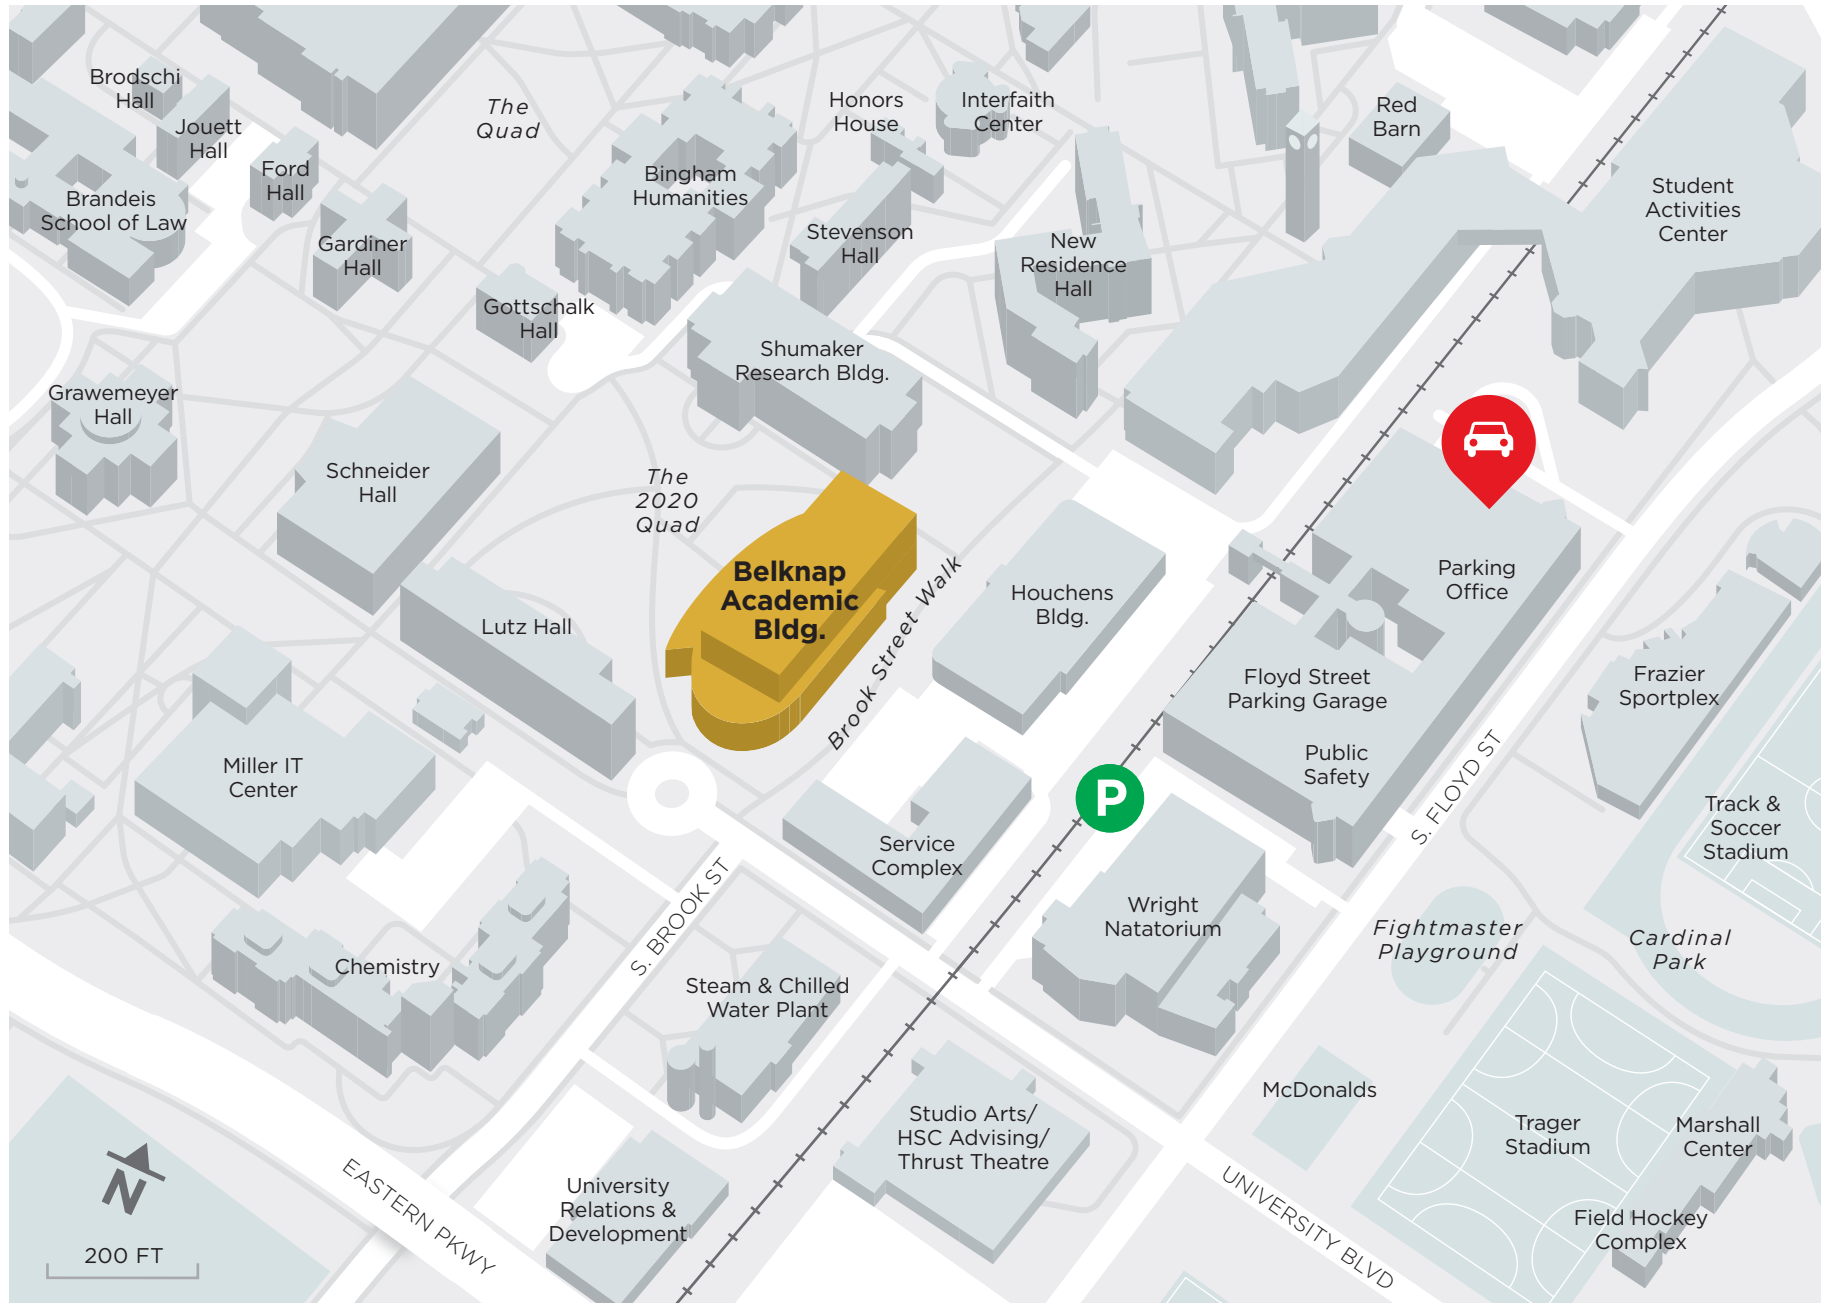 Brodschi
Hall
Jouett
Hall
The
Quad
Honors
House
Interfaith
Center
Red
Barn
Ford
Hall
Bingham
Humanities
Brandeis
School of Law
Student
Activities
Center
Gardiner
Hall
Stevenson
Hall
New
Residence
Hall
Gottschalk
Hall
Shumaker
Research Bldg.
Grawemeyer
Hall
Schneider
Hall
The
2020
Quad
Belknap
Academic
Bldg.
Brook Street Walk
Houchens
Bldg.
Parking
Office
Lutz Hall
Floyd Street
Parking Garage
Frazier
Sportplex
Public
Safety
Miller IT
Center
P
S. FLOYD ST
Track &
Soccer
Stadium
Service
Complex
S. BROOK ST
Wright
Natatorium
Fightmaster
Playground
Cardinal
Park
Chemistry
Steam & Chilled
Water Plant
McDonalds
Studio Arts/
HSC Advising/
Thrust Theatre
Trager
Stadium
Marshall
Center
N
EASTERN PKWY
University
Relations &
Development
UNIVERSITY BLVD
Field Hockey
Complex
200 FT